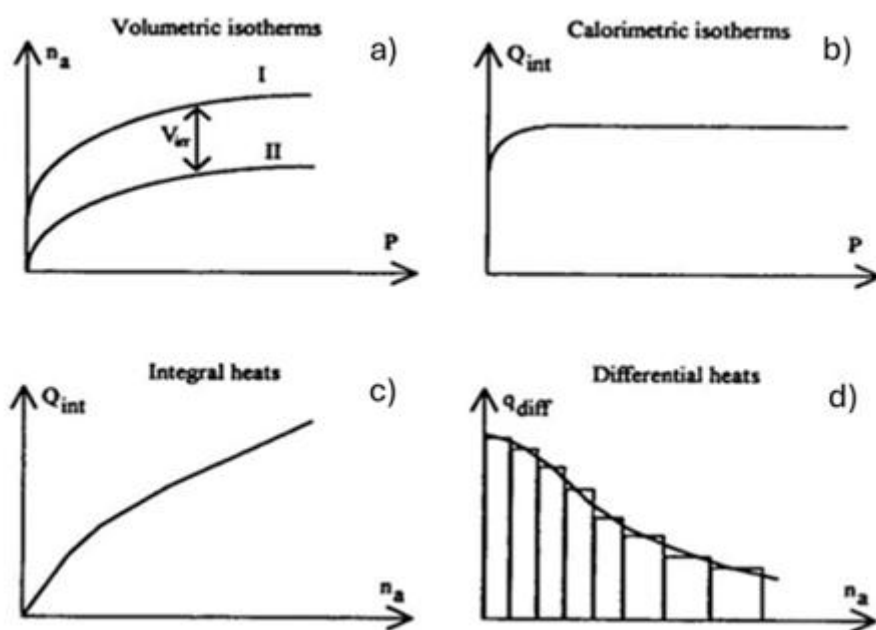 Volumetric isotherms
a)
n_a
I
V_irr
II
P
Calorimetric isotherms
b)
Q_int
P
Integral heats
c)
Q_int
n_a
Differential heats
d)
q_diff
n_a